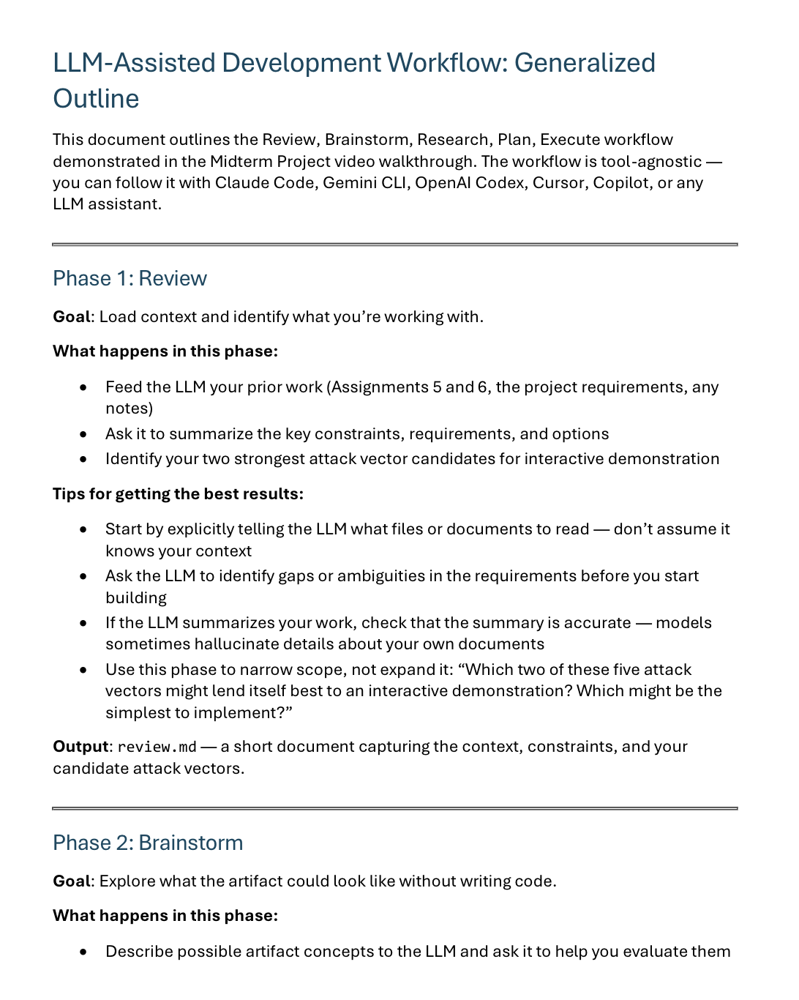 LLM-Assisted Development Workflow: Generalized
Outline
This document outlines the Review, Brainstorm, Research, Plan, Execute workflow
demonstrated in the Midterm Project video walkthrough. The workflow is tool-agnostic —
you can follow it with Claude Code, Gemini CLI, OpenAI Codex, Cursor, Copilot, or any
LLM assistant.
Phase 1: Review
Goal: Load context and identify what you’re working with.
What happens in this phase:
• Feed the LLM your prior work (Assignments 5 and 6, the project requirements, any
notes)
• Ask it to summarize the key constraints, requirements, and options
• Identify your two strongest attack vector candidates for interactive demonstration
Tips for getting the best results:
• Start by explicitly telling the LLM what files or documents to read — don’t assume it
knows your context
• Ask the LLM to identify gaps or ambiguities in the requirements before you start
building
• If the LLM summarizes your work, check that the summary is accurate — models
sometimes hallucinate details about your own documents
• Use this phase to narrow scope, not expand it: “Which two of these five attack
vectors might lend itself best to an interactive demonstration? Which might be the
simplest to implement?”
Output: review.md — a short document capturing the context, constraints, and your
candidate attack vectors.
Phase 2: Brainstorm
Goal: Explore what the artifact could look like without writing code.
What happens in this phase:
• Describe possible artifact concepts to the LLM and ask it to help you evaluate them